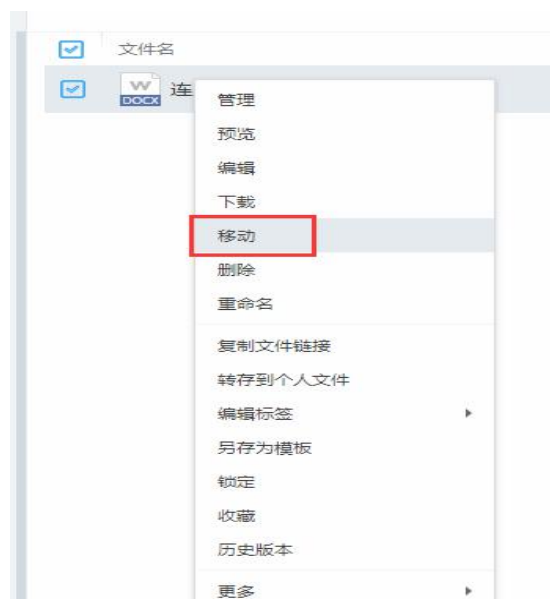 文件名
W
DOCX
连
管理
预览
编辑
下载
移动
删除
重命名
复制文件链接
转存到个人文件
编辑标签
另存为模板
锁定
收藏
历史版本
更多